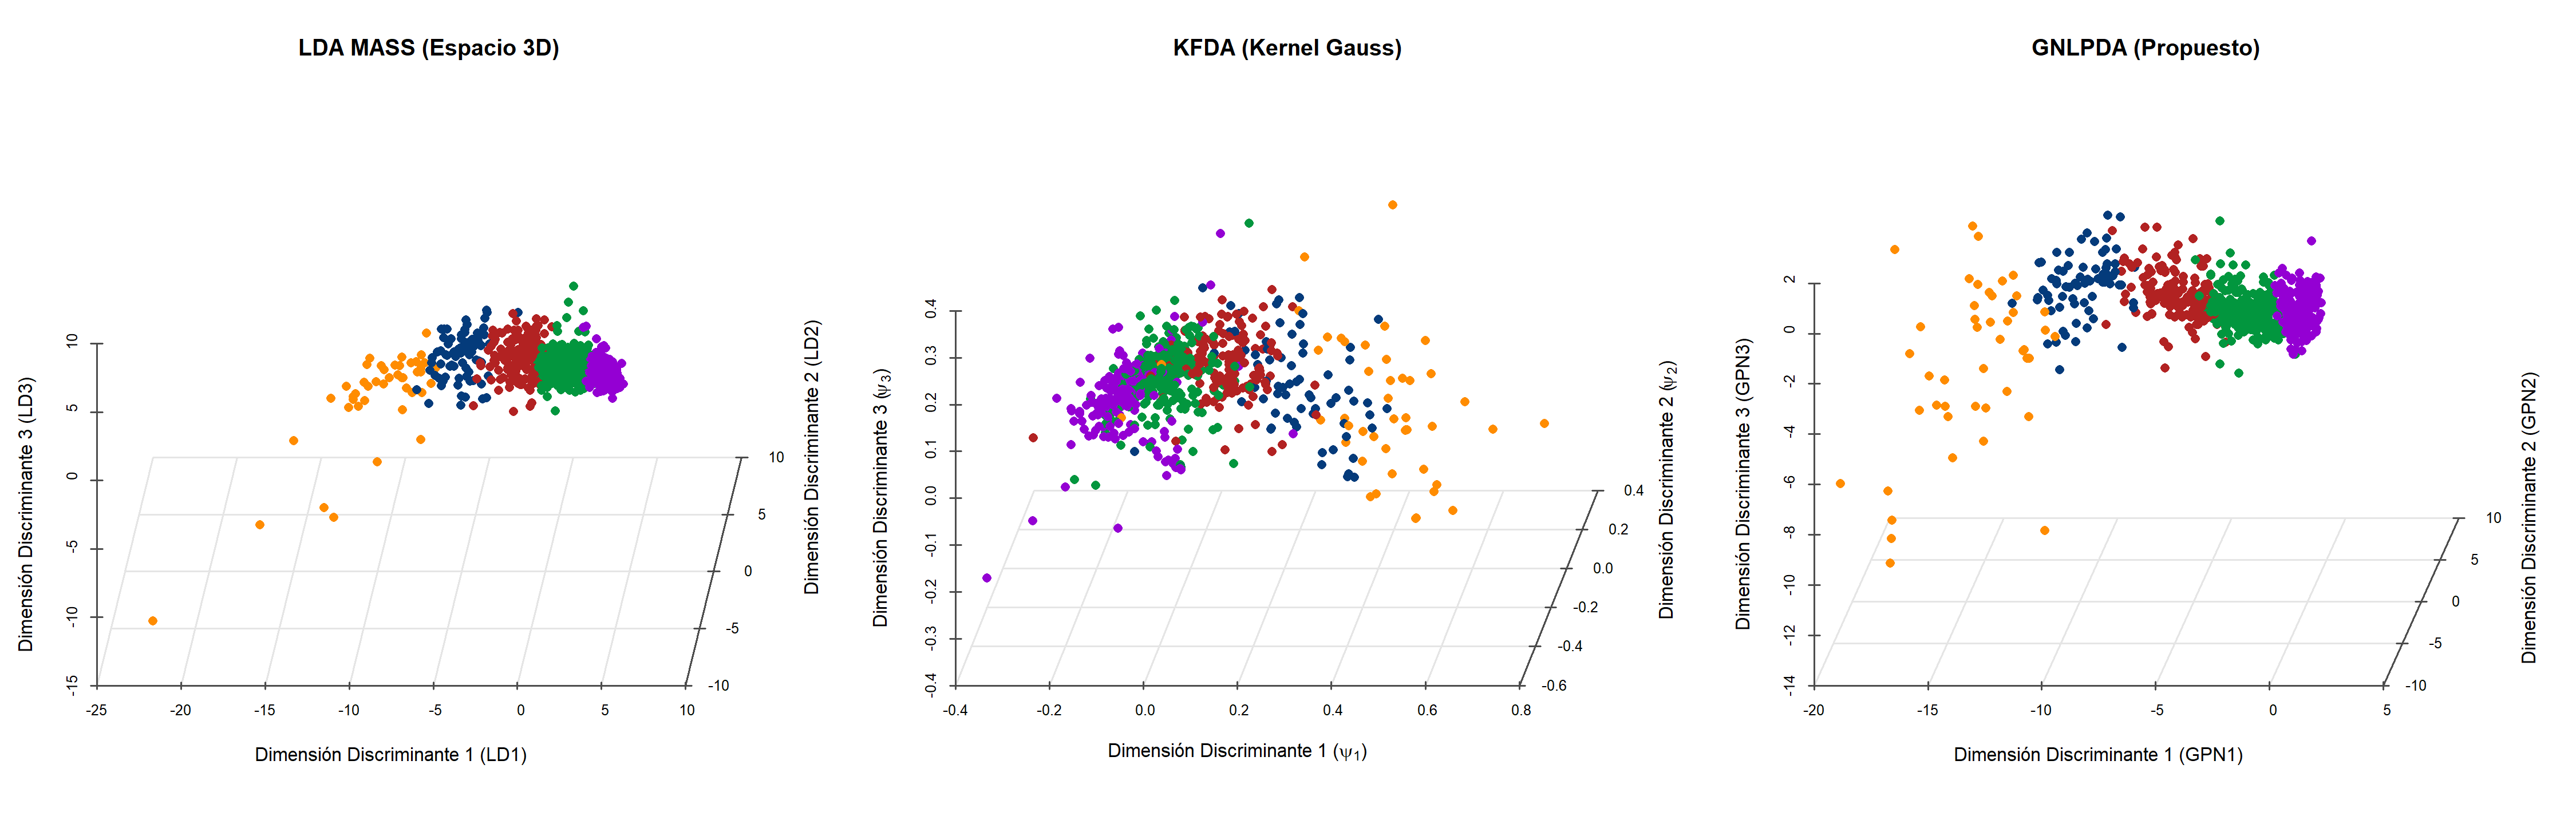 LDA MASS (Espacio 3D)
Dimensión Discriminante 3 (LD3)
10
5
0
-5
-10
-15
-25 -20 -15 -10 -5 0 5 10
Dimensión Discriminante 1 (LD1)
10
5
0
-5
-10
Dimensión Discriminante 2 (LD2)
KFDA (Kernel Gauss)
Dimensión Discriminante 3 (ψ₃)
0.4
0.3
0.2
0.1
0.0
-0.1
-0.2
-0.3
-0.4
-0.4 -0.2 0.0 0.2 0.4 0.6 0.8
Dimensión Discriminante 1 (ψ₁)
0.4
0.2
0.0
-0.2
-0.4
-0.6
Dimensión Discriminante 2 (ψ₂)
GNLPDA (Propuesto)
Dimensión Discriminante 3 (GPN3)
2
0
-2
-4
-6
-8
-10
-12
-14
-20 -15 -10 -5 0 5
Dimensión Discriminante 1 (GPN1)
10
5
0
-5
-10
Dimensión Discriminante 2 (GPN2)